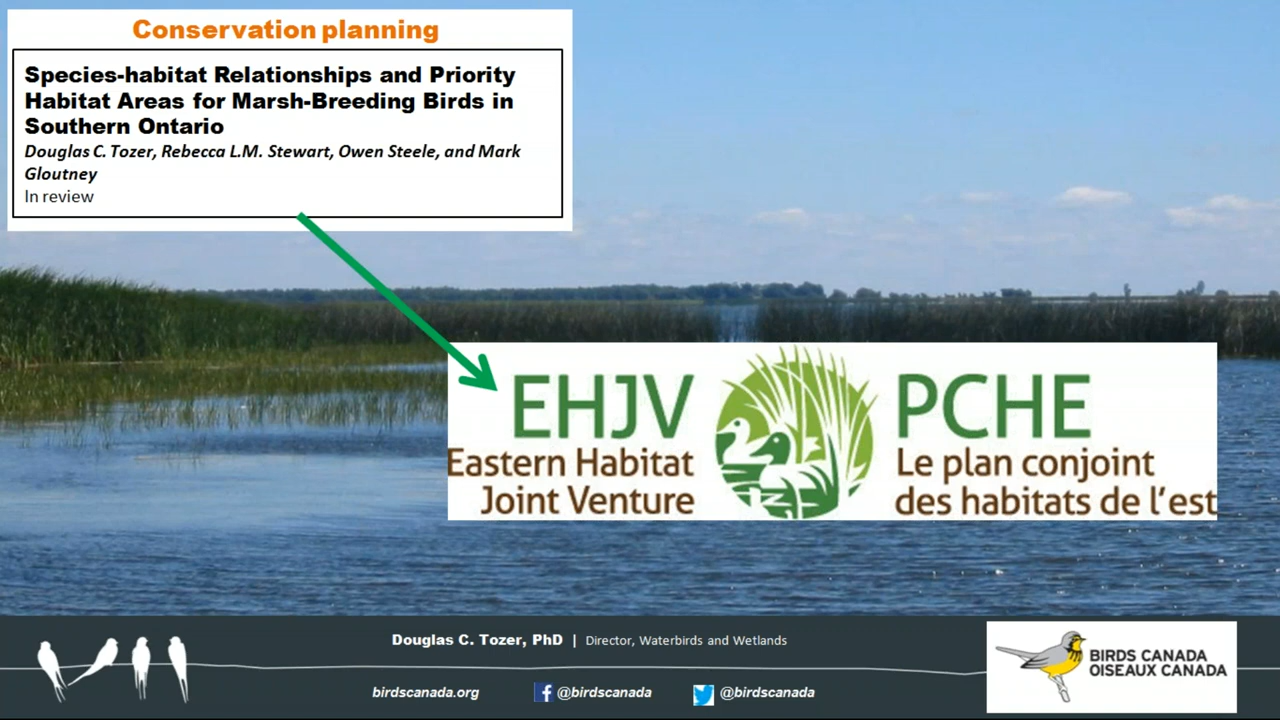 Conservation planning
Species-habitat Relationships and Priority
Habitat Areas for Marsh-Breeding Birds in
Southern Ontario
Douglas C. Tozer, Rebecca L.M. Stewart, Owen Steele, and Mark
Gloutney
In review
EHJV
Eastern Habitat
Joint Venture
PCHE
Le plan conjoint
des habitats de l'est
Douglas C. Tozer, PhD | Director, Waterbirds and Wetlands
birdscanada.org @birdscanada @birdscanada
BIRDS CANADA
OISEAUX CANADA